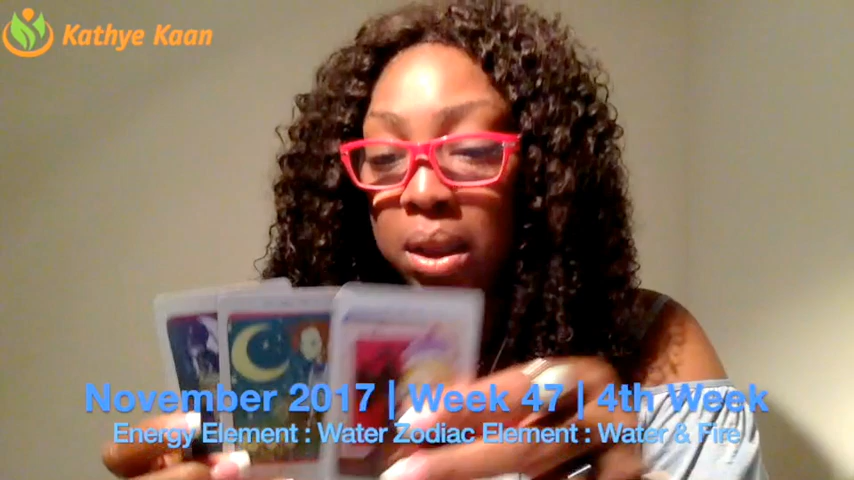 Kathye Kaan
November 2017 | Week 47 | 4th Week
Energy Element : Water Zodiac Element : Water & Fire